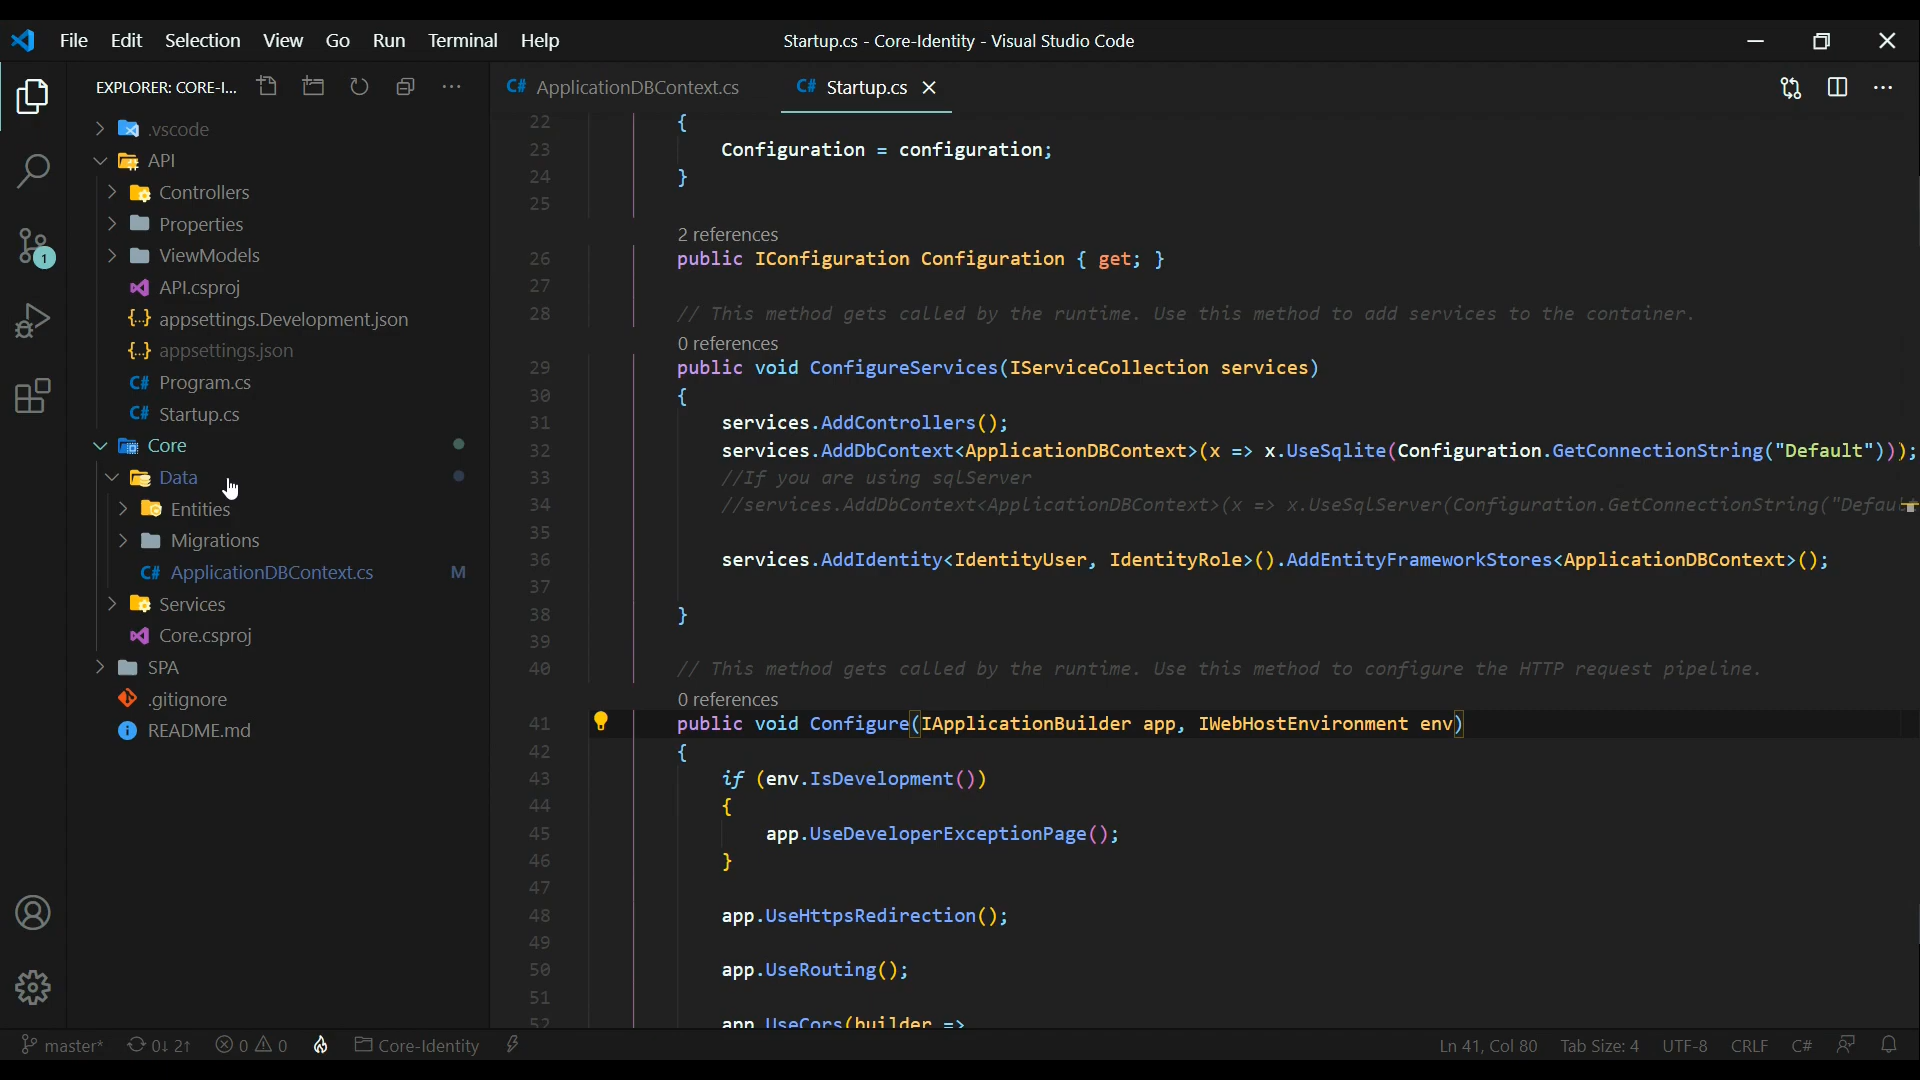 File Edit Selection View Go Run Terminal Help
Startup.cs - Core-Identity - Visual Studio Code
EXPLORER: CORE-I...
.vscode
API
Controllers
Properties
ViewModels
API.csproj
{..} appsettings.Development.json
{..} appsettings.json
C# Program.cs
C# Startup.cs
Core
Data
Entities
Migrations
C# ApplicationDBContext.cs M
Services
Core.csproj
SPA
.gitignore
README.md
1
C# ApplicationDBContext.cs
C# Startup.cs
22 {
23 Configuration = configuration;
24 }
25
2 references
26 public IConfiguration Configuration { get; }
27
28 // This method gets called by the runtime. Use this method to add services to the container.
0 references
29 public void ConfigureServices(IServiceCollection services)
30 {
31 services.AddControllers();
32 services.AddDbContext<ApplicationDBContext>(x => x.UseSqlite(Configuration.GetConnectionString("Default")));
33 //If you are using sqlServer
34 //services.AddDbContext<ApplicationDBContext>(x => x.UseSqlServer(Configuration.GetConnectionString("Defau
35
36 services.AddIdentity<IdentityUser, IdentityRole>().AddEntityFrameworkStores<ApplicationDBContext>();
37
38 }
39
40 // This method gets called by the runtime. Use this method to configure the HTTP request pipeline.
0 references
41 public void Configure(IApplicationBuilder app, IWebHostEnvironment env)
42 {
43 if (env.IsDevelopment())
44 {
45 app.UseDeveloperExceptionPage();
46 }
47
48 app.UseHttpsRedirection();
49
50 app.UseRouting();
51
52 app.UseCors(builder =>
master* 0↓ 2↑ 0 0 Core-Identity
Ln 41, Col 80 Tab Size: 4 UTF-8 CRLF C#